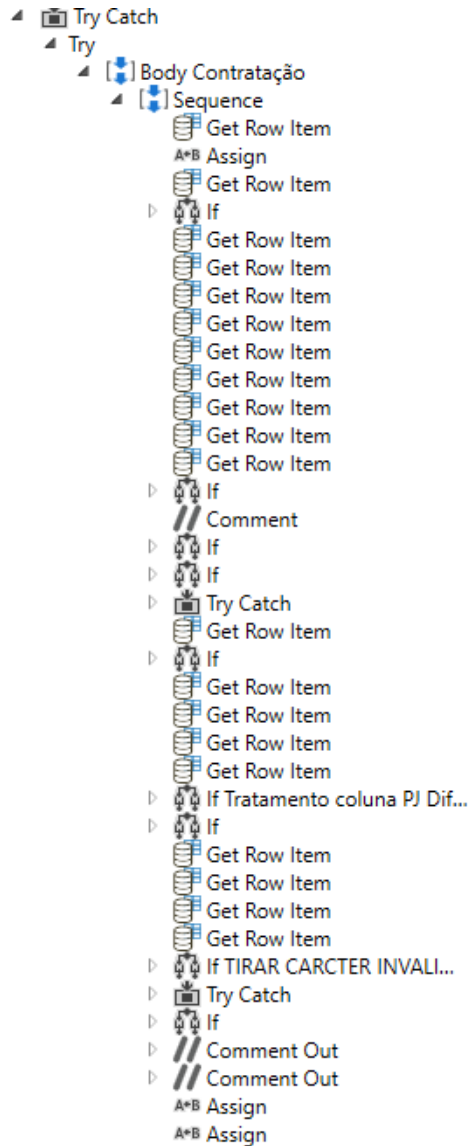 Try Catch
Try
Body Contratação
Sequence
Get Row Item
A+B Assign
Get Row Item
If
Get Row Item
Get Row Item
Get Row Item
Get Row Item
Get Row Item
Get Row Item
Get Row Item
Get Row Item
Get Row Item
If
// Comment
If
If
Try Catch
Get Row Item
If
Get Row Item
Get Row Item
Get Row Item
Get Row Item
If Tratamento coluna PJ Dif...
If
Get Row Item
Get Row Item
Get Row Item
Get Row Item
If TIRAR CARCTER INVALI...
Try Catch
If
// Comment Out
// Comment Out
A+B Assign
A+B Assign